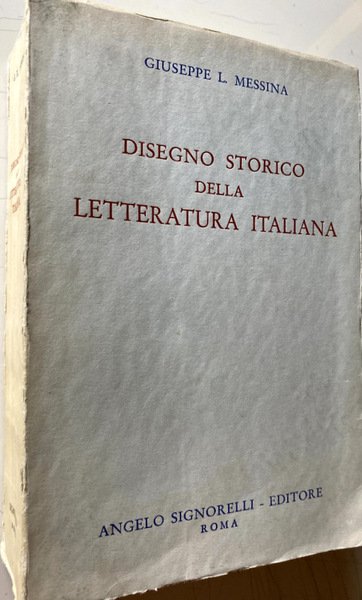 GIUSEPPE L. MESSINA
DISEGNO STORICO
DELLA
LETTERATURA ITALIANA
ANGELO SIGNORELLI - EDITORE
ROMA